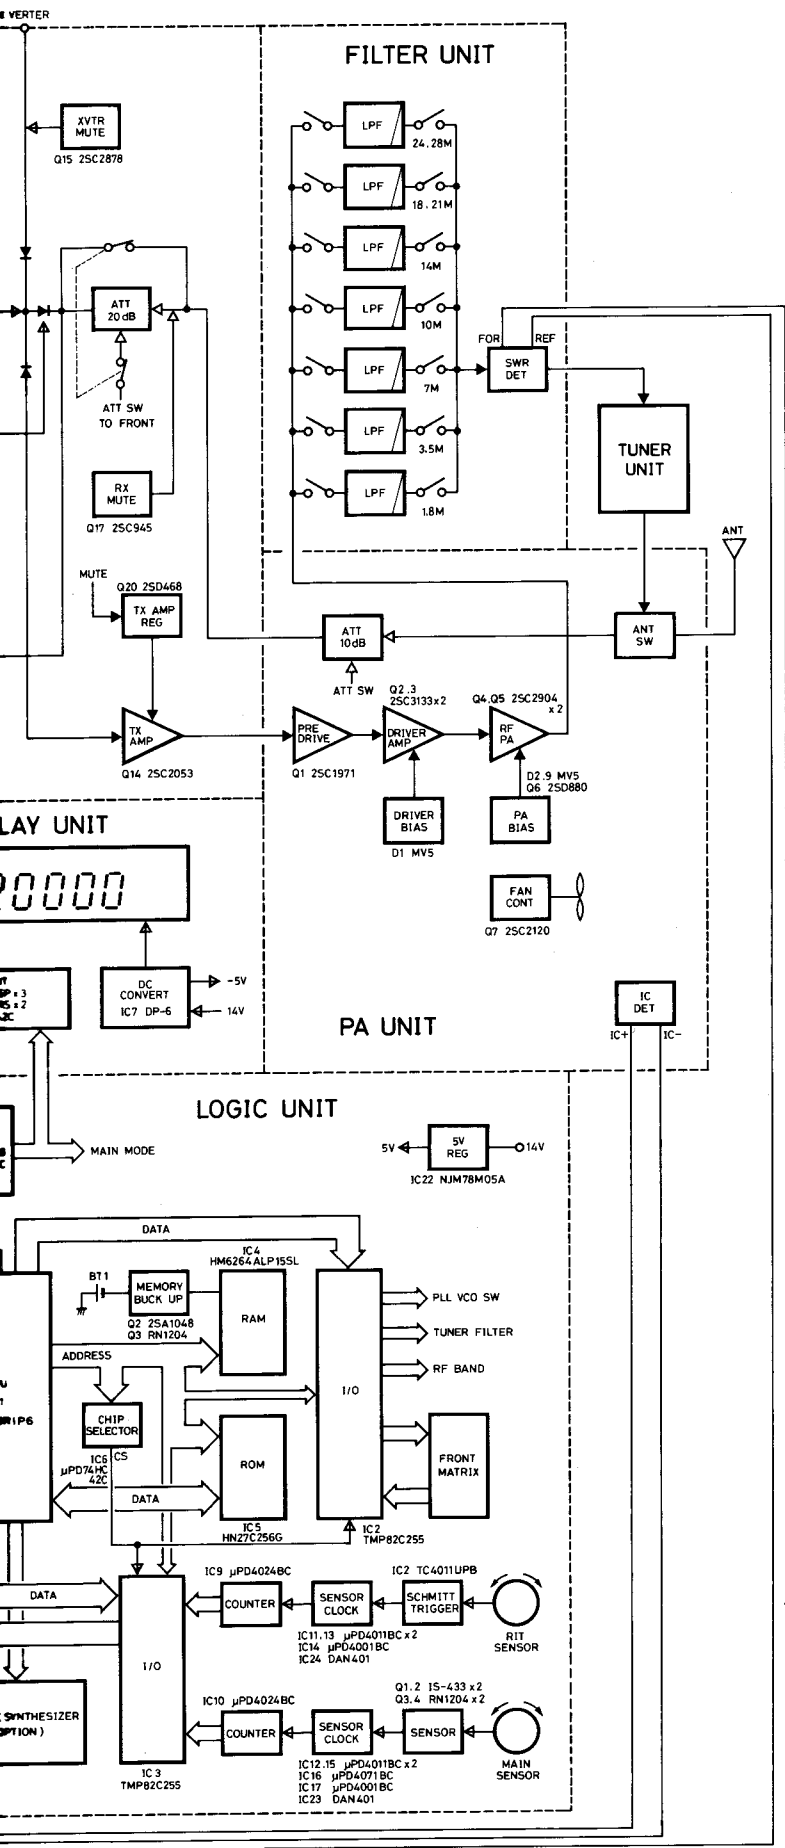 VERTER
FILTER UNIT
XVTR
MUTE
Q15 2SC2878
LPF
24.28M
LPF
18.21M
LPF
14M
LPF
10M
LPF
7M
LPF
3.5M
LPF
1.8M
ATT
20dB
ATT SW
TO FRONT
RX
MUTE
Q17 2SC945
FOR
REF
SWR
DET
TUNER
UNIT
ANT
MUTE
Q20 2SD468
TX AMP
REG
ATT
10dB
ATT SW
ANT
SW
TX
AMP
Q14 2SC2053
PRE
DRIVE
Q1 2SC1971
Q2.3
2SC3133x2
DRIVER
AMP
Q4.Q5 2SC2904
x2
RF
PA
DRIVER
BIAS
D1 MV5
D2.9 MV5
Q6 2SD880
PA
BIAS
FAN
CONT
Q7 2SC2120
LAY UNIT
0000
DC
CONVERT
IC7 DP-6
-5V
14V
PA UNIT
IC
DET
IC+
IC-
LOGIC UNIT
MAIN MODE
5V
5V
REG
14V
IC22 NJM78M05A
DATA
IC4
HM6264ALP15SL
BT1
MEMORY
BUCK UP
Q2 2SA1048
Q3 RN1204
RAM
ADDRESS
I/O
PLL VCO SW
TUNER FILTER
RF BAND
CHIP
SELECTOR
IC6
µPD74HC
42C
CS
ROM
FRONT
MATRIX
DATA
IC5
HN27C256G
IC2
TMP82C255
DATA
I/O
IC3
TMP82C255
IC9 µPD4024BC
COUNTER
SENSOR
CLOCK
IC11.13 µPD4011BCx2
IC14 µPD4001BC
IC24 DAN401
IC2 TC4011UPB
SCHMITT
TRIGGER
RIT
SENSOR
IC10 µPD4024BC
COUNTER
SENSOR
CLOCK
IC12.15 µPD4011BCx2
IC16 µPD4071BC
IC17 µPD4001BC
IC23 DAN401
Q1.2 IS-433x2
Q3.4 RN1204x2
SENSOR
MAIN
SENSOR
SYNTHESIZER
OPTION)